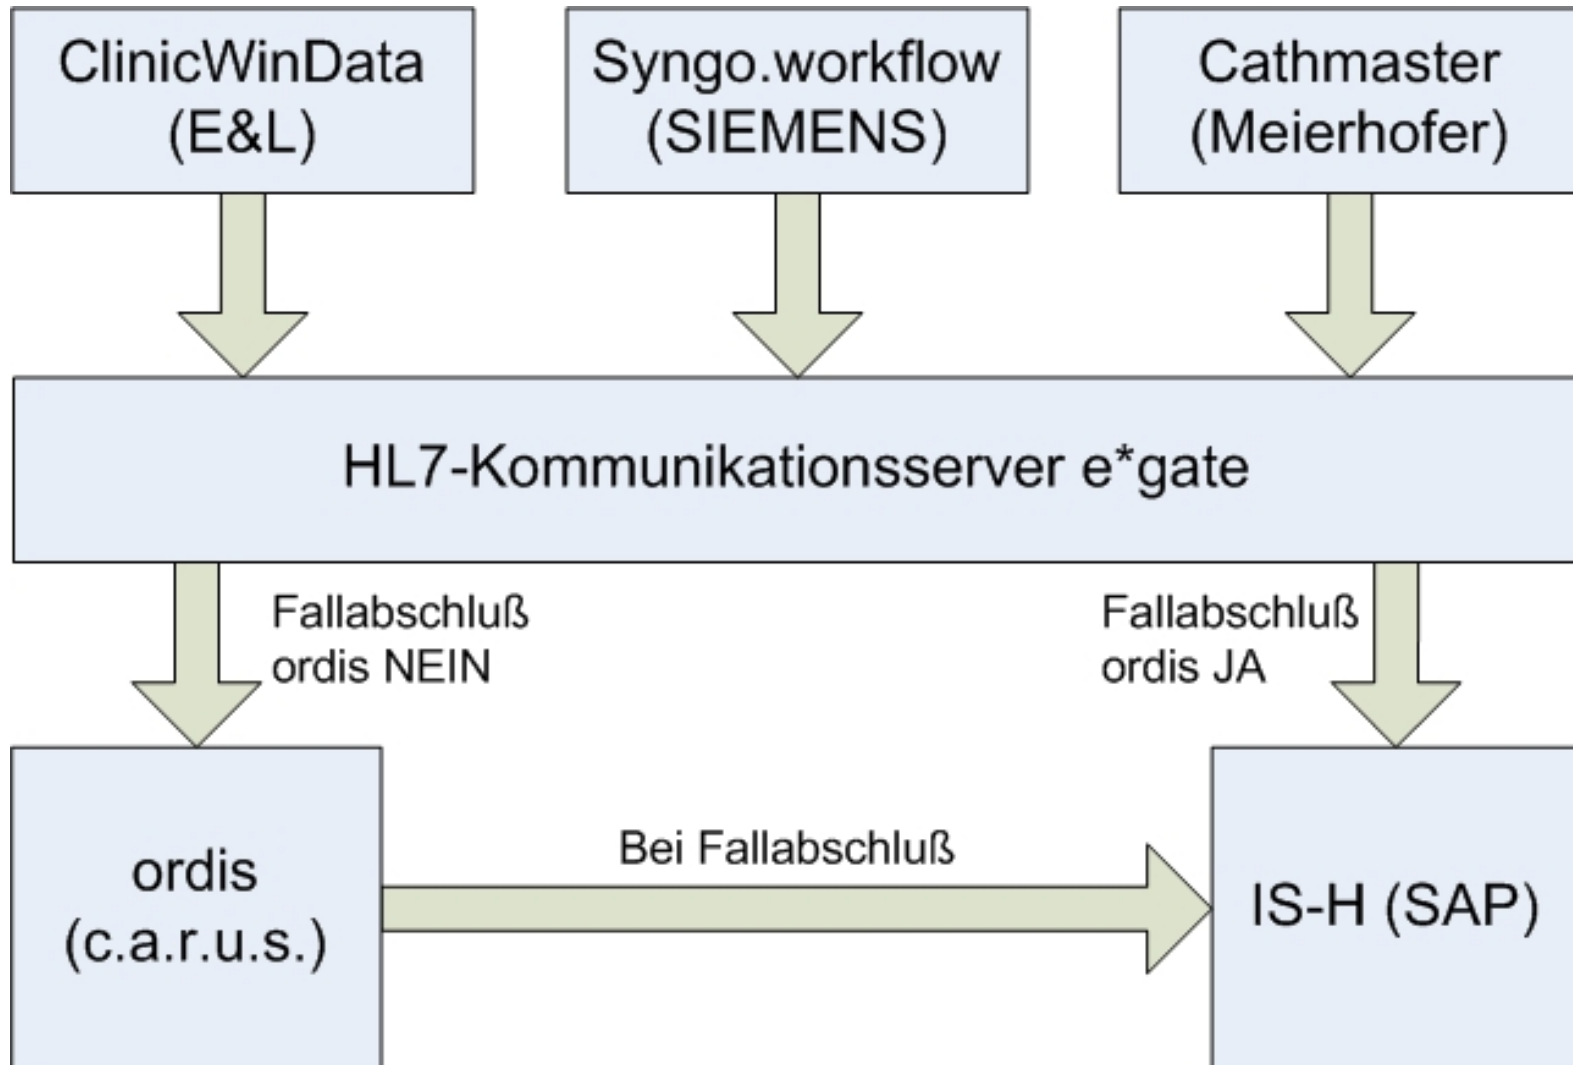 ClinicWinData
(E&L)
Syngo.workflow
(SIEMENS)
Cathmaster
(Meierhofer)
HL7-Kommunikationsserver e*gate
Fallabschluß
ordis NEIN
Fallabschluß
ordis JA
ordis
(c.a.r.u.s.)
Bei Fallabschluß
IS-H (SAP)